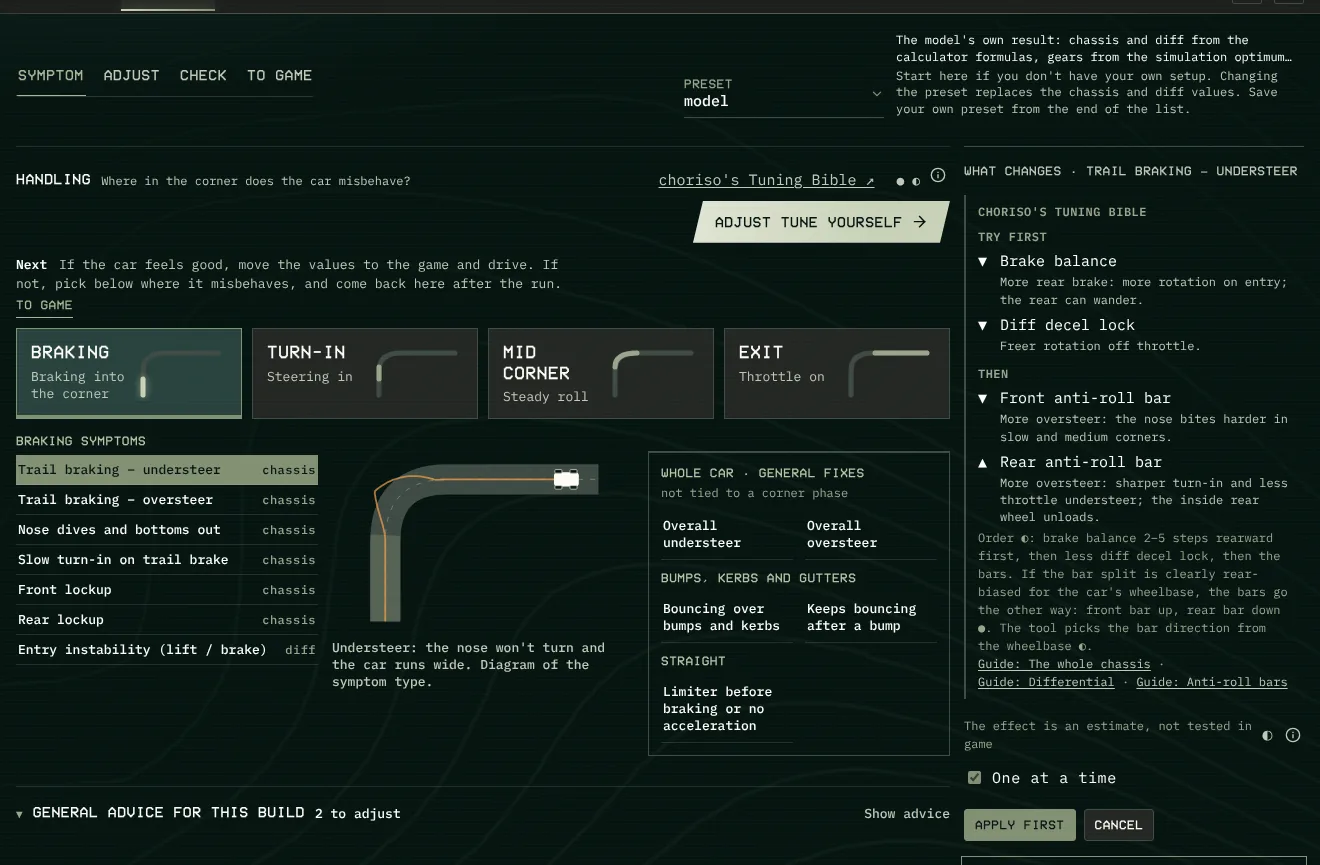 SYMPTOM ADJUST CHECK TO GAME
PRESET
model
The model's own result: chassis and diff from the
calculator formulas, gears from the simulation optimum…
Start here if you don't have your own setup. Changing
the preset replaces the chassis and diff values. Save
your own preset from the end of the list.
HANDLING Where in the corner does the car misbehave?
choriso's Tuning Bible ↗
ADJUST TUNE YOURSELF →
Next If the car feels good, move the values to the game and drive. If
not, pick below where it misbehaves, and come back here after the run.
TO GAME
BRAKING
Braking into
the corner
TURN-IN
Steering in
MID
CORNER
Steady roll
EXIT
Throttle on
BRAKING SYMPTOMS
Trail braking – understeer chassis
Trail braking – oversteer chassis
Nose dives and bottoms out chassis
Slow turn-in on trail brake chassis
Front lockup chassis
Rear lockup chassis
Entry instability (lift / brake) diff
Understeer: the nose won't turn and
the car runs wide. Diagram of the
symptom type.
WHOLE CAR · GENERAL FIXES
not tied to a corner phase
Overall
understeer
Overall
oversteer
BUMPS, KERBS AND GUTTERS
Bouncing over
bumps and kerbs
Keeps bouncing
after a bump
STRAIGHT
Limiter before
braking or no
acceleration
▼ GENERAL ADVICE FOR THIS BUILD 2 to adjust
Show advice
WHAT CHANGES · TRAIL BRAKING – UNDERSTEER
CHORISO'S TUNING BIBLE
TRY FIRST
▼ Brake balance
More rear brake: more rotation on entry;
the rear can wander.
▼ Diff decel lock
Freer rotation off throttle.
THEN
▼ Front anti-roll bar
More oversteer: the nose bites harder in
slow and medium corners.
▲ Rear anti-roll bar
More oversteer: sharper turn-in and less
throttle understeer; the inside rear
wheel unloads.
Order ◐: brake balance 2–5 steps rearward
first, then less diff decel lock, then the
bars. If the bar split is clearly rear-
biased for the car's wheelbase, the bars go
the other way: front bar up, rear bar down
●. The tool picks the bar direction from
the wheelbase ◐.
Guide: The whole chassis ·
Guide: Differential · Guide: Anti-roll bars
The effect is an estimate, not tested in
game
One at a time
APPLY FIRST
CANCEL